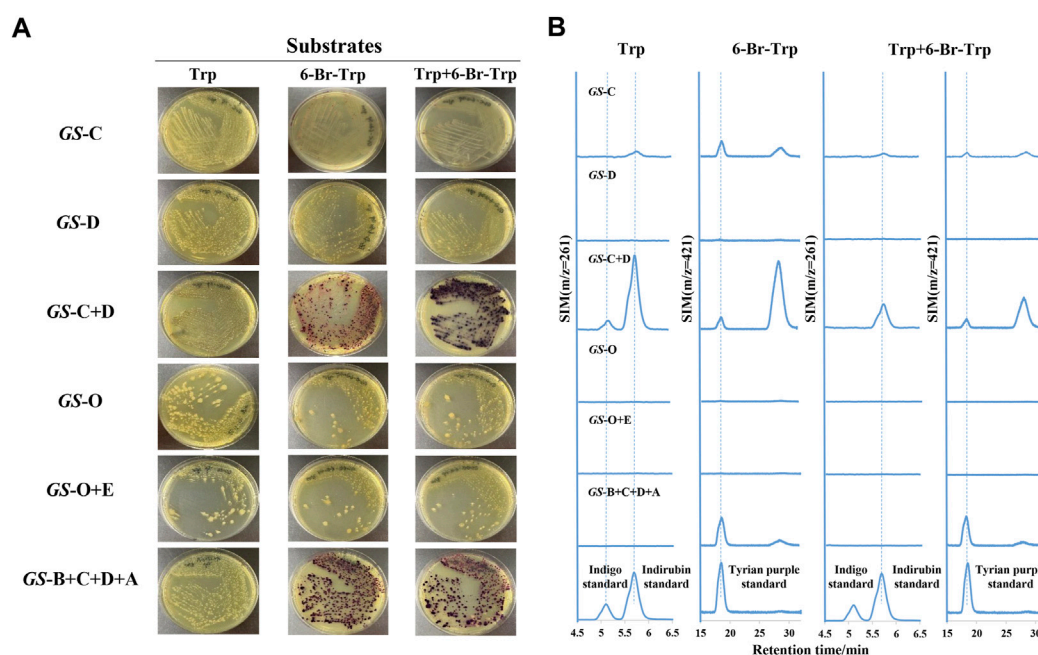 A
Substrates
Trp 6-Br-Trp Trp+6-Br-Trp
GS-C
GS-D
GS-C+D
GS-O
GS-O+E
GS-B+C+D+A
B
Trp 6-Br-Trp Trp+6-Br-Trp
GS-C
GS-D
GS-C+D
GS-O
GS-O+E
GS-B+C+D+A
SIM(m/z=261)
SIM(m/z=421)
SIM(m/z=261)
SIM(m/z=421)
Indigo standard
Indirubin standard
Tyrian purple standard
Indigo standard
Indirubin standard
Tyrian purple standard
4.5 5 5.5 6 6.5 15 20 30 4.5 5 5.5 6 6.5 15 20 30
Retention time/min